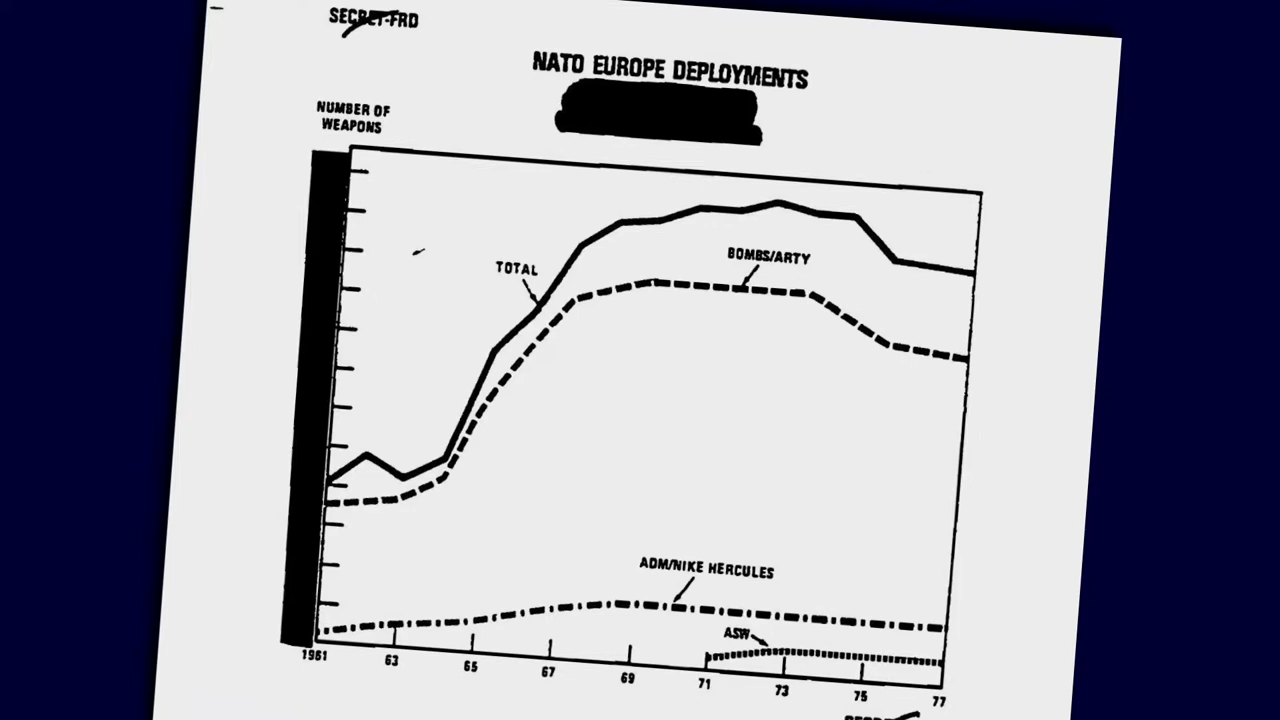 SECRET-FRD
NATO EUROPE DEPLOYMENTS
NUMBER OF
WEAPONS
TOTAL
BOMBS/ARTY
ADM/NIKE HERCULES
ASW
1961 63 65 67 69 71 73 75 77